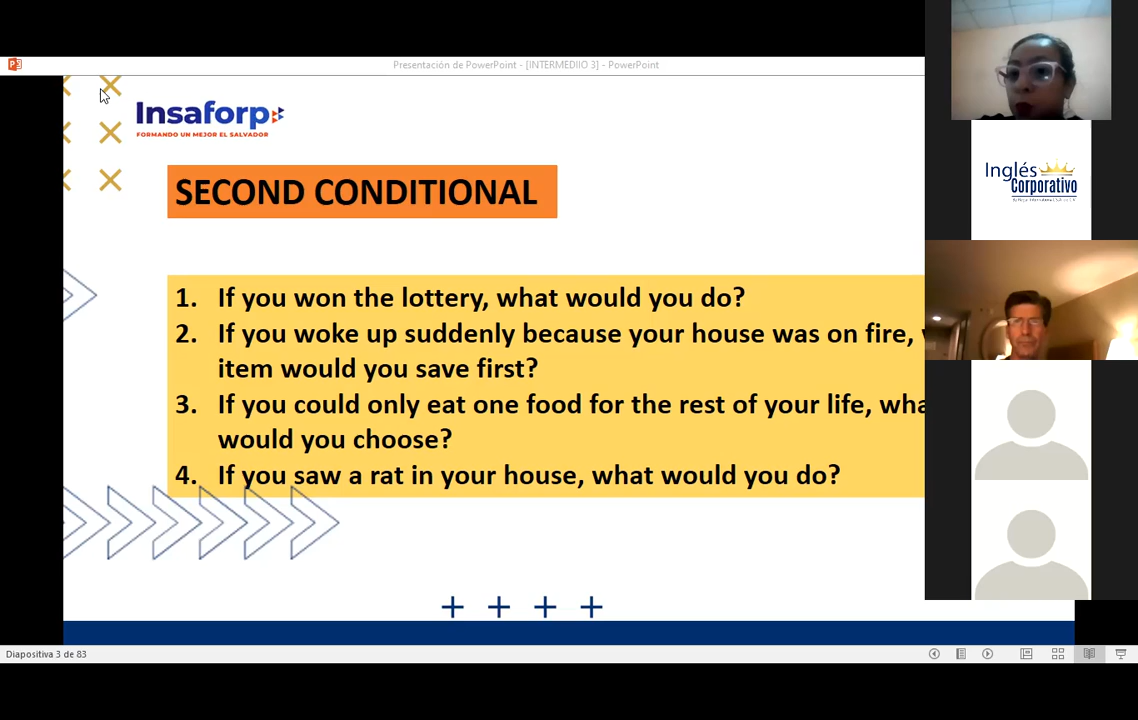 Presentación de PowerPoint - [INTERMEDIIO 3] - PowerPoint
Insaforp
FORMANDO UN MEJOR EL SALVADOR
SECOND CONDITIONAL
1. If you won the lottery, what would you do?
2. If you woke up suddenly because your house was on fire,
item would you save first?
3. If you could only eat one food for the rest of your life,
would you choose?
4. If you saw a rat in your house, what would you do?
Diapositiva 3 de 83
Inglés
Corporativo